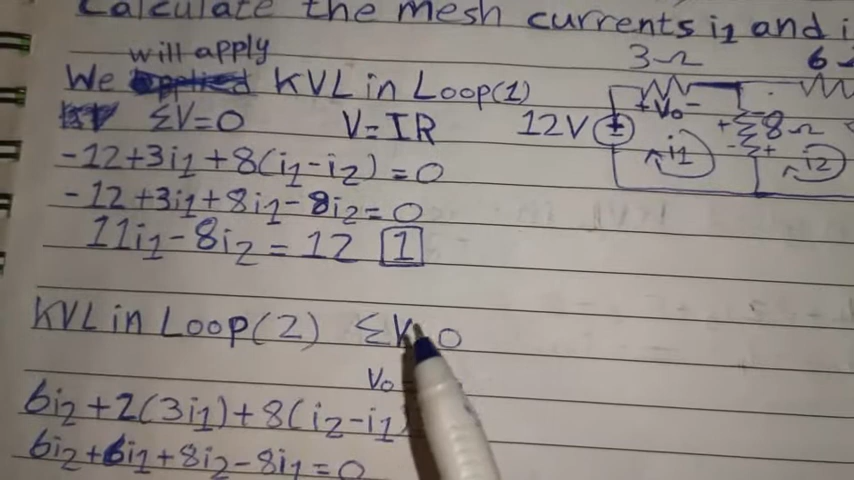 Calculate the mesh currents i1 and i
will apply
We applied KVL in Loop(1)
ΣV=0 V=IR
-12+3i1+8(i1-i2)=0
-12+3i1+8i1-8i2=0
11i1-8i2=12 1
3Ω 6
+V0-
12V + 8Ω
+ -
- +
i1 i2
KVL in Loop(2) ΣV 0
V0
6i2+2(3i1)+8(i2-i1)
6i2+6i1+8i2-8i1=0